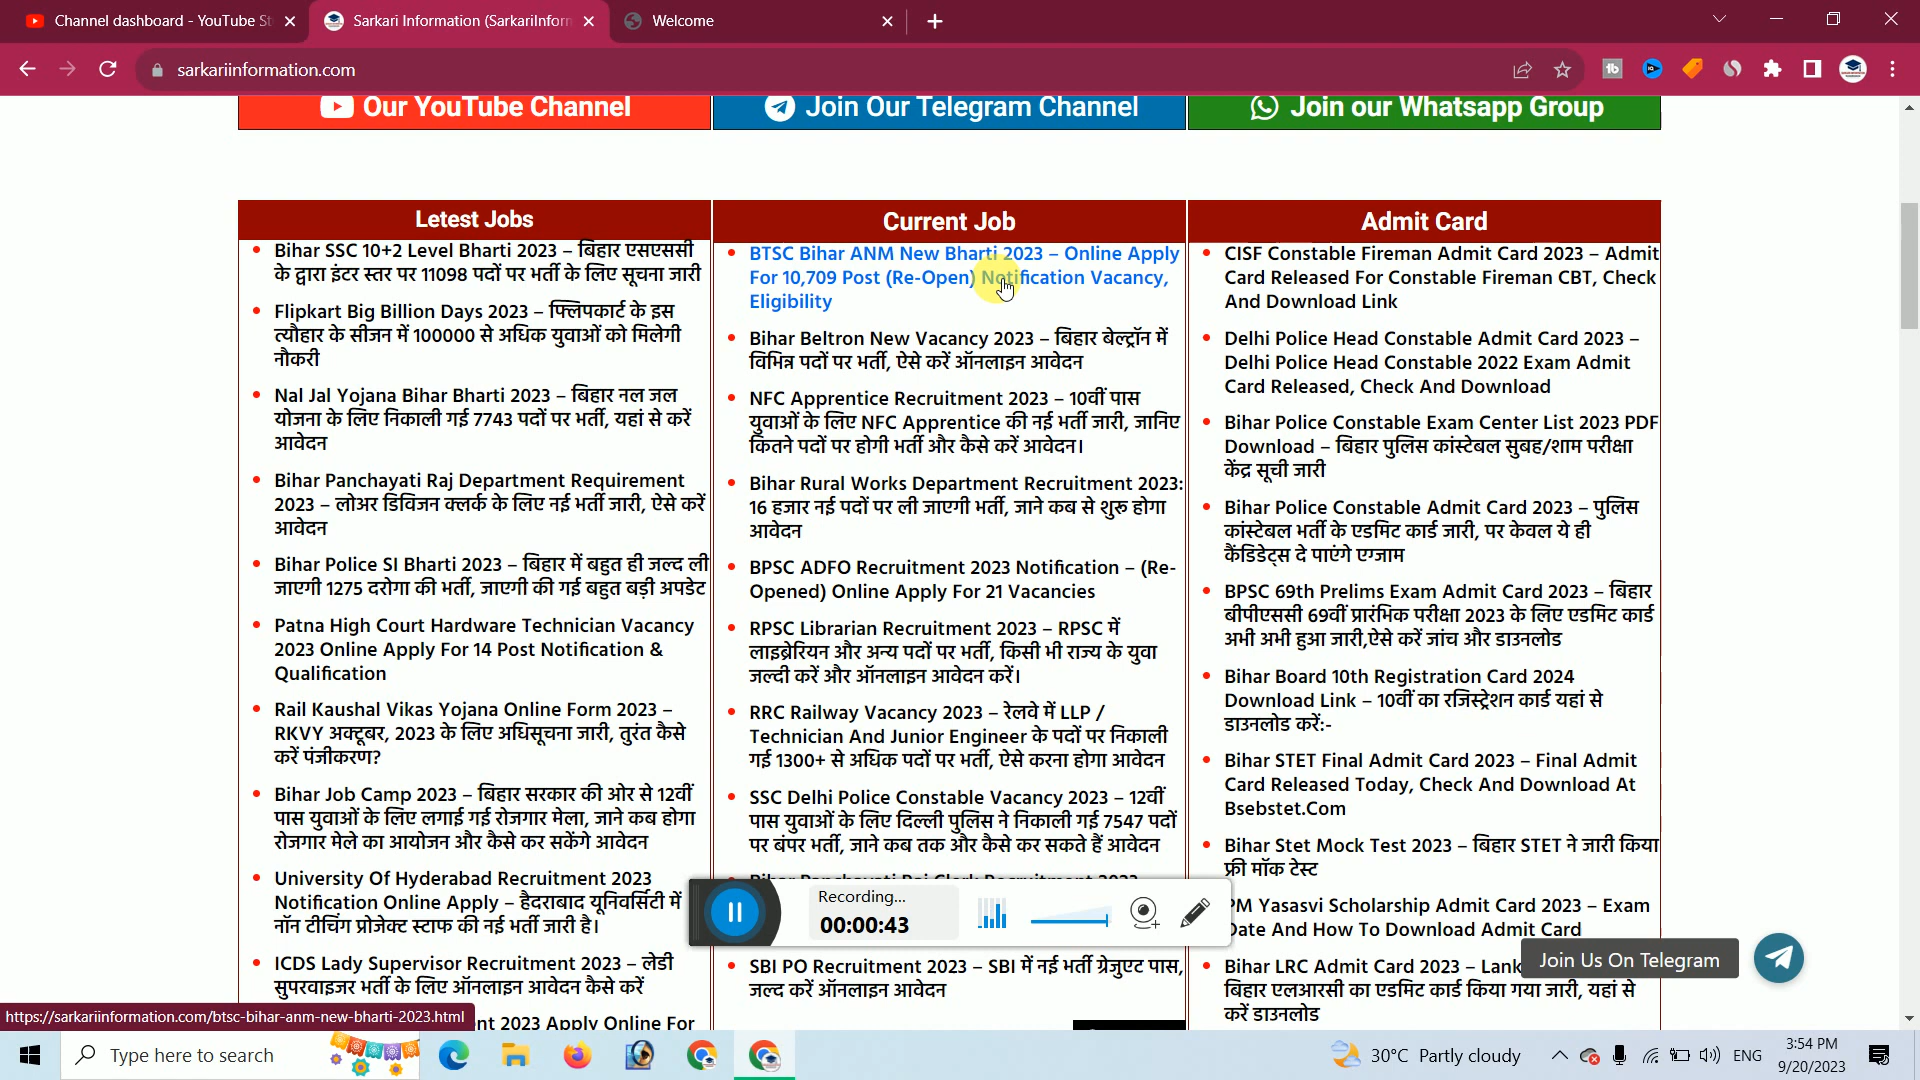 Channel dashboard - YouTube St
Sarkari Information (SarkariInform
Welcome
sarkariinformation.com
Our YouTube Channel
Join Our Telegram Channel
Join our Whatsapp Group
Letest Jobs
Bihar SSC 10+2 Level Bharti 2023 – बिहार एसएससी
के द्वारा इंटर स्तर पर 11098 पदों पर भर्ती के लिए सूचना जारी
Flipkart Big Billion Days 2023 – फ्लिपकार्ट के इस
त्यौहार के सीजन में 100000 से अधिक युवाओं को मिलेगी
नौकरी
Nal Jal Yojana Bihar Bharti 2023 – बिहार नल जल
योजना के लिए निकाली गई 7743 पदों पर भर्ती, यहां से करें
आवेदन
Bihar Panchayati Raj Department Requirement
2023 – लोअर डिविजन क्लर्क के लिए नई भर्ती जारी, ऐसे करें
आवेदन
Bihar Police SI Bharti 2023 – बिहार में बहुत ही जल्द ली
जाएगी 1275 दरोगा की भर्ती, जाएगी की गई बहुत बड़ी अपडेट
Patna High Court Hardware Technician Vacancy
2023 Online Apply For 14 Post Notification &
Qualification
Rail Kaushal Vikas Yojana Online Form 2023 –
RKVY अक्टूबर, 2023 के लिए अधिसूचना जारी, तुरंत कैसे
करें पंजीकरण?
Bihar Job Camp 2023 – बिहार सरकार की ओर से 12वीं
पास युवाओं के लिए लगाई गई रोजगार मेला, जाने कब होगा
रोजगार मेले का आयोजन और कैसे कर सकेंगे आवेदन
University Of Hyderabad Recruitment 2023
Notification Online Apply – हैदराबाद यूनिवर्सिटी में
नॉन टीचिंग प्रोजेक्ट स्टाफ की नई भर्ती जारी है।
ICDS Lady Supervisor Recruitment 2023 – लेडी
सुपरवाइजर भर्ती के लिए ऑनलाइन आवेदन कैसे करें
nt 2023 Apply Online For
Current Job
BTSC Bihar ANM New Bharti 2023 – Online Apply
For 10,709 Post (Re-Open) Notification Vacancy,
Eligibility
Bihar Beltron New Vacancy 2023 – बिहार बेल्ट्रॉन में
विभिन्न पदों पर भर्ती, ऐसे करें ऑनलाइन आवेदन
NFC Apprentice Recruitment 2023 – 10वीं पास
युवाओं के लिए NFC Apprentice की नई भर्ती जारी, जानिए
कितने पदों पर होगी भर्ती और कैसे करें आवेदन।
Bihar Rural Works Department Recruitment 2023:
16 हजार नई पदों पर ली जाएगी भर्ती, जाने कब से शुरू होगा
आवेदन
BPSC ADFO Recruitment 2023 Notification – (Re-
Opened) Online Apply For 21 Vacancies
RPSC Librarian Recruitment 2023 – RPSC में
लाइब्रेरियन और अन्य पदों पर भर्ती, किसी भी राज्य के युवा
जल्दी करें और ऑनलाइन आवेदन करें।
RRC Railway Vacancy 2023 – रेलवे में LLP /
Technician And Junior Engineer के पदों पर निकाली
गई 1300+ से अधिक पदों पर भर्ती, ऐसे करना होगा आवेदन
SSC Delhi Police Constable Vacancy 2023 – 12वीं
पास युवाओं के लिए दिल्ली पुलिस ने निकाली गई 7547 पदों
पर बंपर भर्ती, जाने कब तक और कैसे कर सकते हैं आवेदन
Bihar Panchayati Raj Clerk Recruitment 2023
SBI PO Recruitment 2023 – SBI में नई भर्ती ग्रेजुएट पास,
जल्द करें ऑनलाइन आवेदन
Admit Card
CISF Constable Fireman Admit Card 2023 – Admit
Card Released For Constable Fireman CBT, Check
And Download Link
Delhi Police Head Constable Admit Card 2023 –
Delhi Police Head Constable 2022 Exam Admit
Card Released, Check And Download
Bihar Police Constable Exam Center List 2023 PDF
Download – बिहार पुलिस कांस्टेबल सुबह/शाम परीक्षा
केंद्र सूची जारी
Bihar Police Constable Admit Card 2023 – पुलिस
कांस्टेबल भर्ती के एडमिट कार्ड जारी, पर केवल ये ही
कैंडिडेट्स दे पाएंगे एग्जाम
BPSC 69th Prelims Exam Admit Card 2023 – बिहार
बीपीएससी 69वीं प्रारंभिक परीक्षा 2023 के लिए एडमिट कार्ड
अभी अभी हुआ जारी,ऐसे करें जांच और डाउनलोड
Bihar Board 10th Registration Card 2024
Download Link – 10वीं का रजिस्ट्रेशन कार्ड यहां से
डाउनलोड करें:-
Bihar STET Final Admit Card 2023 – Final Admit
Card Released Today, Check And Download At
Bsebstet.Com
Bihar Stet Mock Test 2023 – बिहार STET ने जारी किया
फ्री मॉक टेस्ट
PM Yasasvi Scholarship Admit Card 2023 – Exam
Date And How To Download Admit Card
Bihar LRC Admit Card 2023 – Lank
बिहार एलआरसी का एडमिट कार्ड किया गया जारी, यहां से
करें डाउनलोड
Recording...
00:00:43
Join Us On Telegram
https://sarkariinformation.com/btsc-bihar-anm-new-bharti-2023.html
Type here to search
30°C Partly cloudy
ENG
3:54 PM
9/20/2023